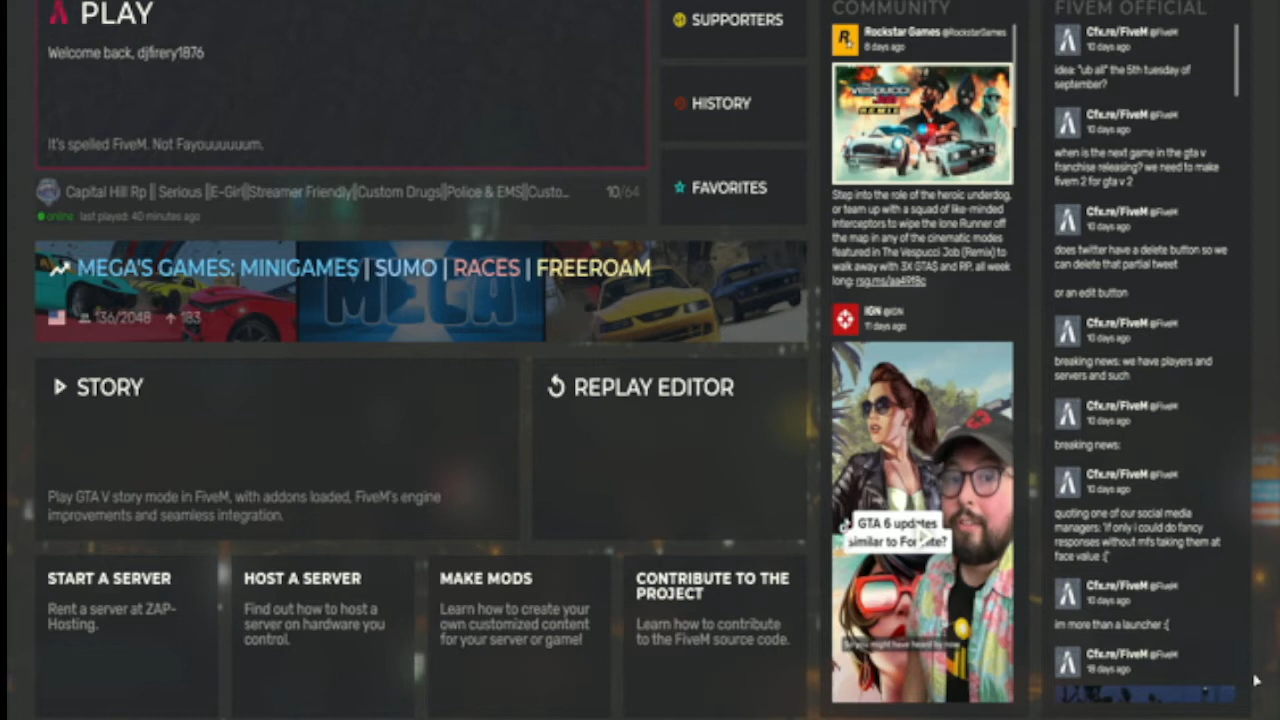 PLAY
Welcome back, djfirery1876
It's spelled FiveM. Not Fayouuuuuum.
Capital Hill Rp || Serious ||E-Girl||Streamer Friendly||Custom Drugs||Police & EMS||Custo...
10/64
online last played: 40 minutes ago
SUPPORTERS
HISTORY
FAVORITES
MEGA'S GAMES: MINIGAMES | SUMO | RACES | FREEROAM
MEGA
136/2048 183
STORY
Play GTA V story mode in FiveM, with addons loaded, FiveM's engine
improvements and seamless integration.
REPLAY EDITOR
START A SERVER
Rent a server at ZAP-
Hosting.
HOST A SERVER
Find out how to host a
server on hardware you
control.
MAKE MODS
Learn how to create your
own customized content
for your server or game!
CONTRIBUTE TO THE
PROJECT
Learn how to contribute
to the FiveM source code.
COMMUNITY
Rockstar Games @RockstarGames
8 days ago
VESPUCCI
JOB
REMIX
Step into the role of the heroic underdog,
or team up with a squad of like-minded
Interceptors to wipe the lone Runner off
the map in any of the cinematic modes
featured in The Vespucci Job (Remix) to
walk away with 3X GTA$ and RP, all week
long: rsg.ms/aa49f8c
IGN @IGN
11 days ago
GTA 6 updates
similar to Fortnite?
So you might have heard by now
FIVEM OFFICIAL
Cfx.re/FiveM @FiveM
10 days ago
idea: "ub all" the 5th tuesday of
september?
Cfx.re/FiveM @FiveM
10 days ago
when is the next game in the gta v
franchise releasing? we need to make
fivem 2 for gta v 2
Cfx.re/FiveM @FiveM
10 days ago
does twitter have a delete button so we
can delete that partial tweet
or an edit button
Cfx.re/FiveM @FiveM
10 days ago
breaking news: we have players and
servers and such
Cfx.re/FiveM @FiveM
10 days ago
breaking news:
Cfx.re/FiveM @FiveM
10 days ago
quoting one of our social media
managers: 'if only i could do fancy
responses without mfs taking them at
face value :('
Cfx.re/FiveM @FiveM
10 days ago
im more than a launcher :(
Cfx.re/FiveM @FiveM
18 days ago